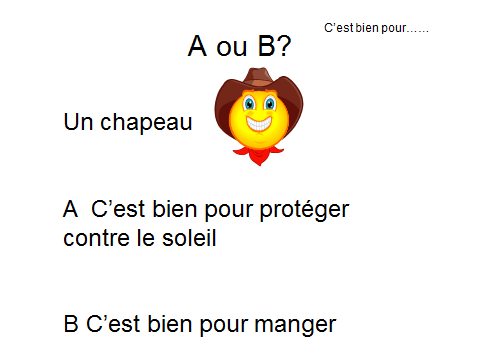 C'est bien pour......
A ou B?
Un chapeau
A  C'est bien pour protéger
contre le soleil
B C'est bien pour manger